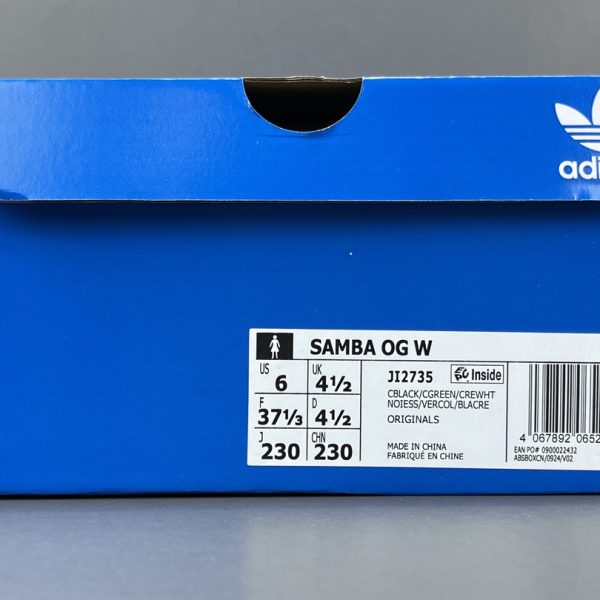 adi
SAMBA OG W
US 6 UK 4½
F 37⅓ D 4½
J 230 CHN 230
JI2735 Inside
CBLACK/CGREEN/CREWHT
NOIESS/VERCOL/BLACRE
ORIGINALS
MADE IN CHINA
FABRIQUÉ EN CHINE
4 067892 0652
EAN PO# 0900022432
ABSBOXCN/0924/V02